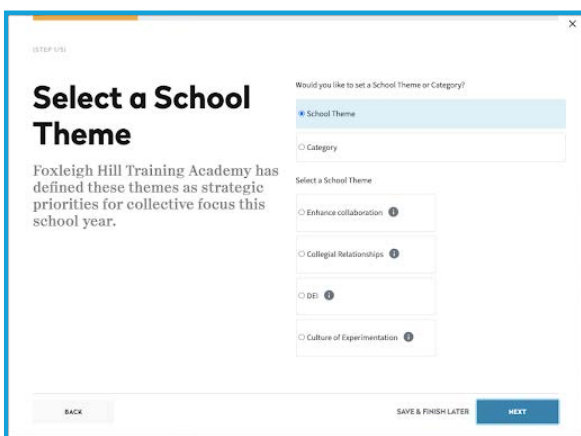 (STEP 1/5)
Select a School
Theme
Foxleigh Hill Training Academy has
defined these themes as strategic
priorities for collective focus this
school year.
Would you like to set a School Theme or Category?
School Theme
Category
Select a School Theme
Enhance collaboration
Collegial Relationships
DEI
Culture of Experimentation
BACK
SAVE & FINISH LATER
NEXT